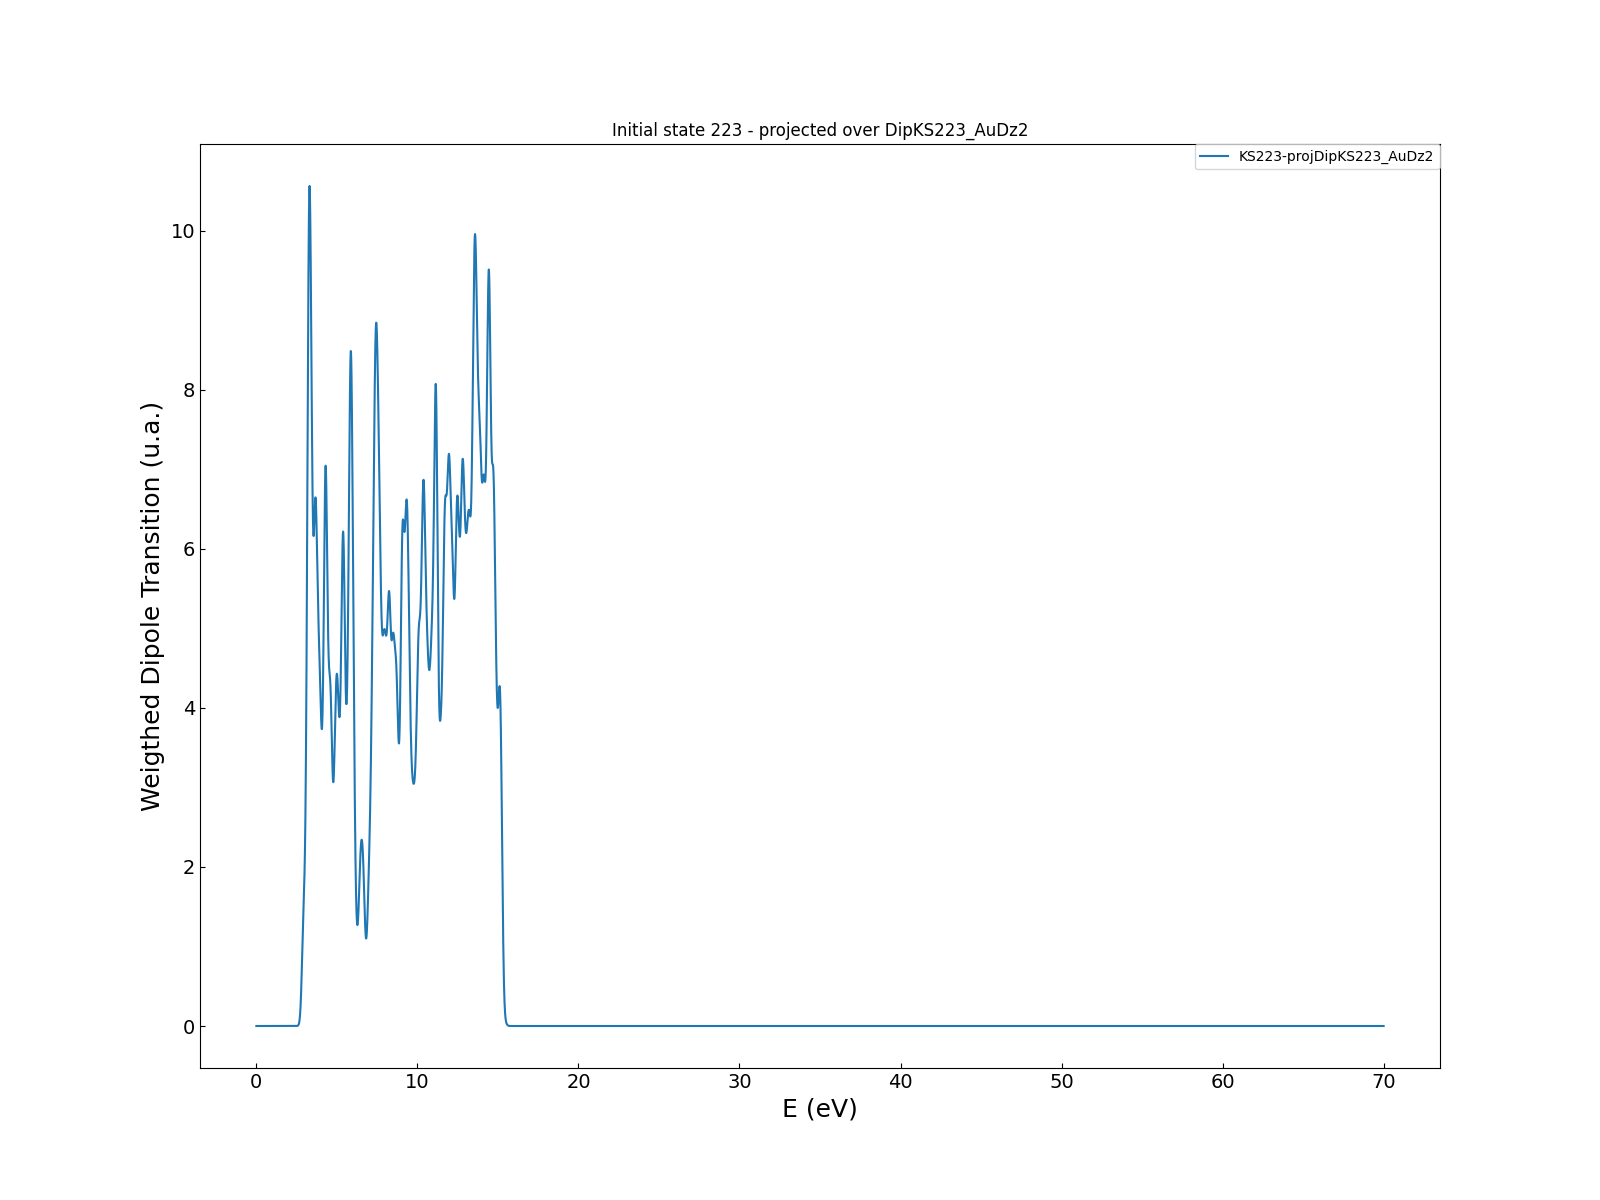 Initial state 223 - projected over DipKS223_AuDz2
KS223-projDipKS223_AuDz2
Weigthed Dipole Transition (u.a.)
10
8
6
4
2
0
0 10 20 30 40 50 60 70
E (eV)